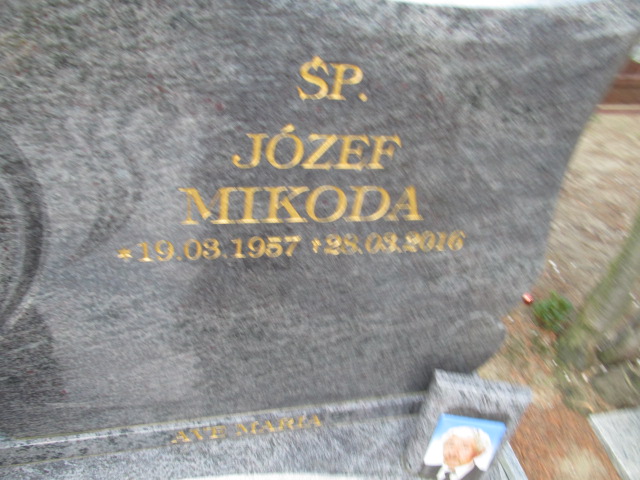 ŚP.
JÓZEF
MIKODA
*19.03.1957 †28.03.2016
AVE MARIA